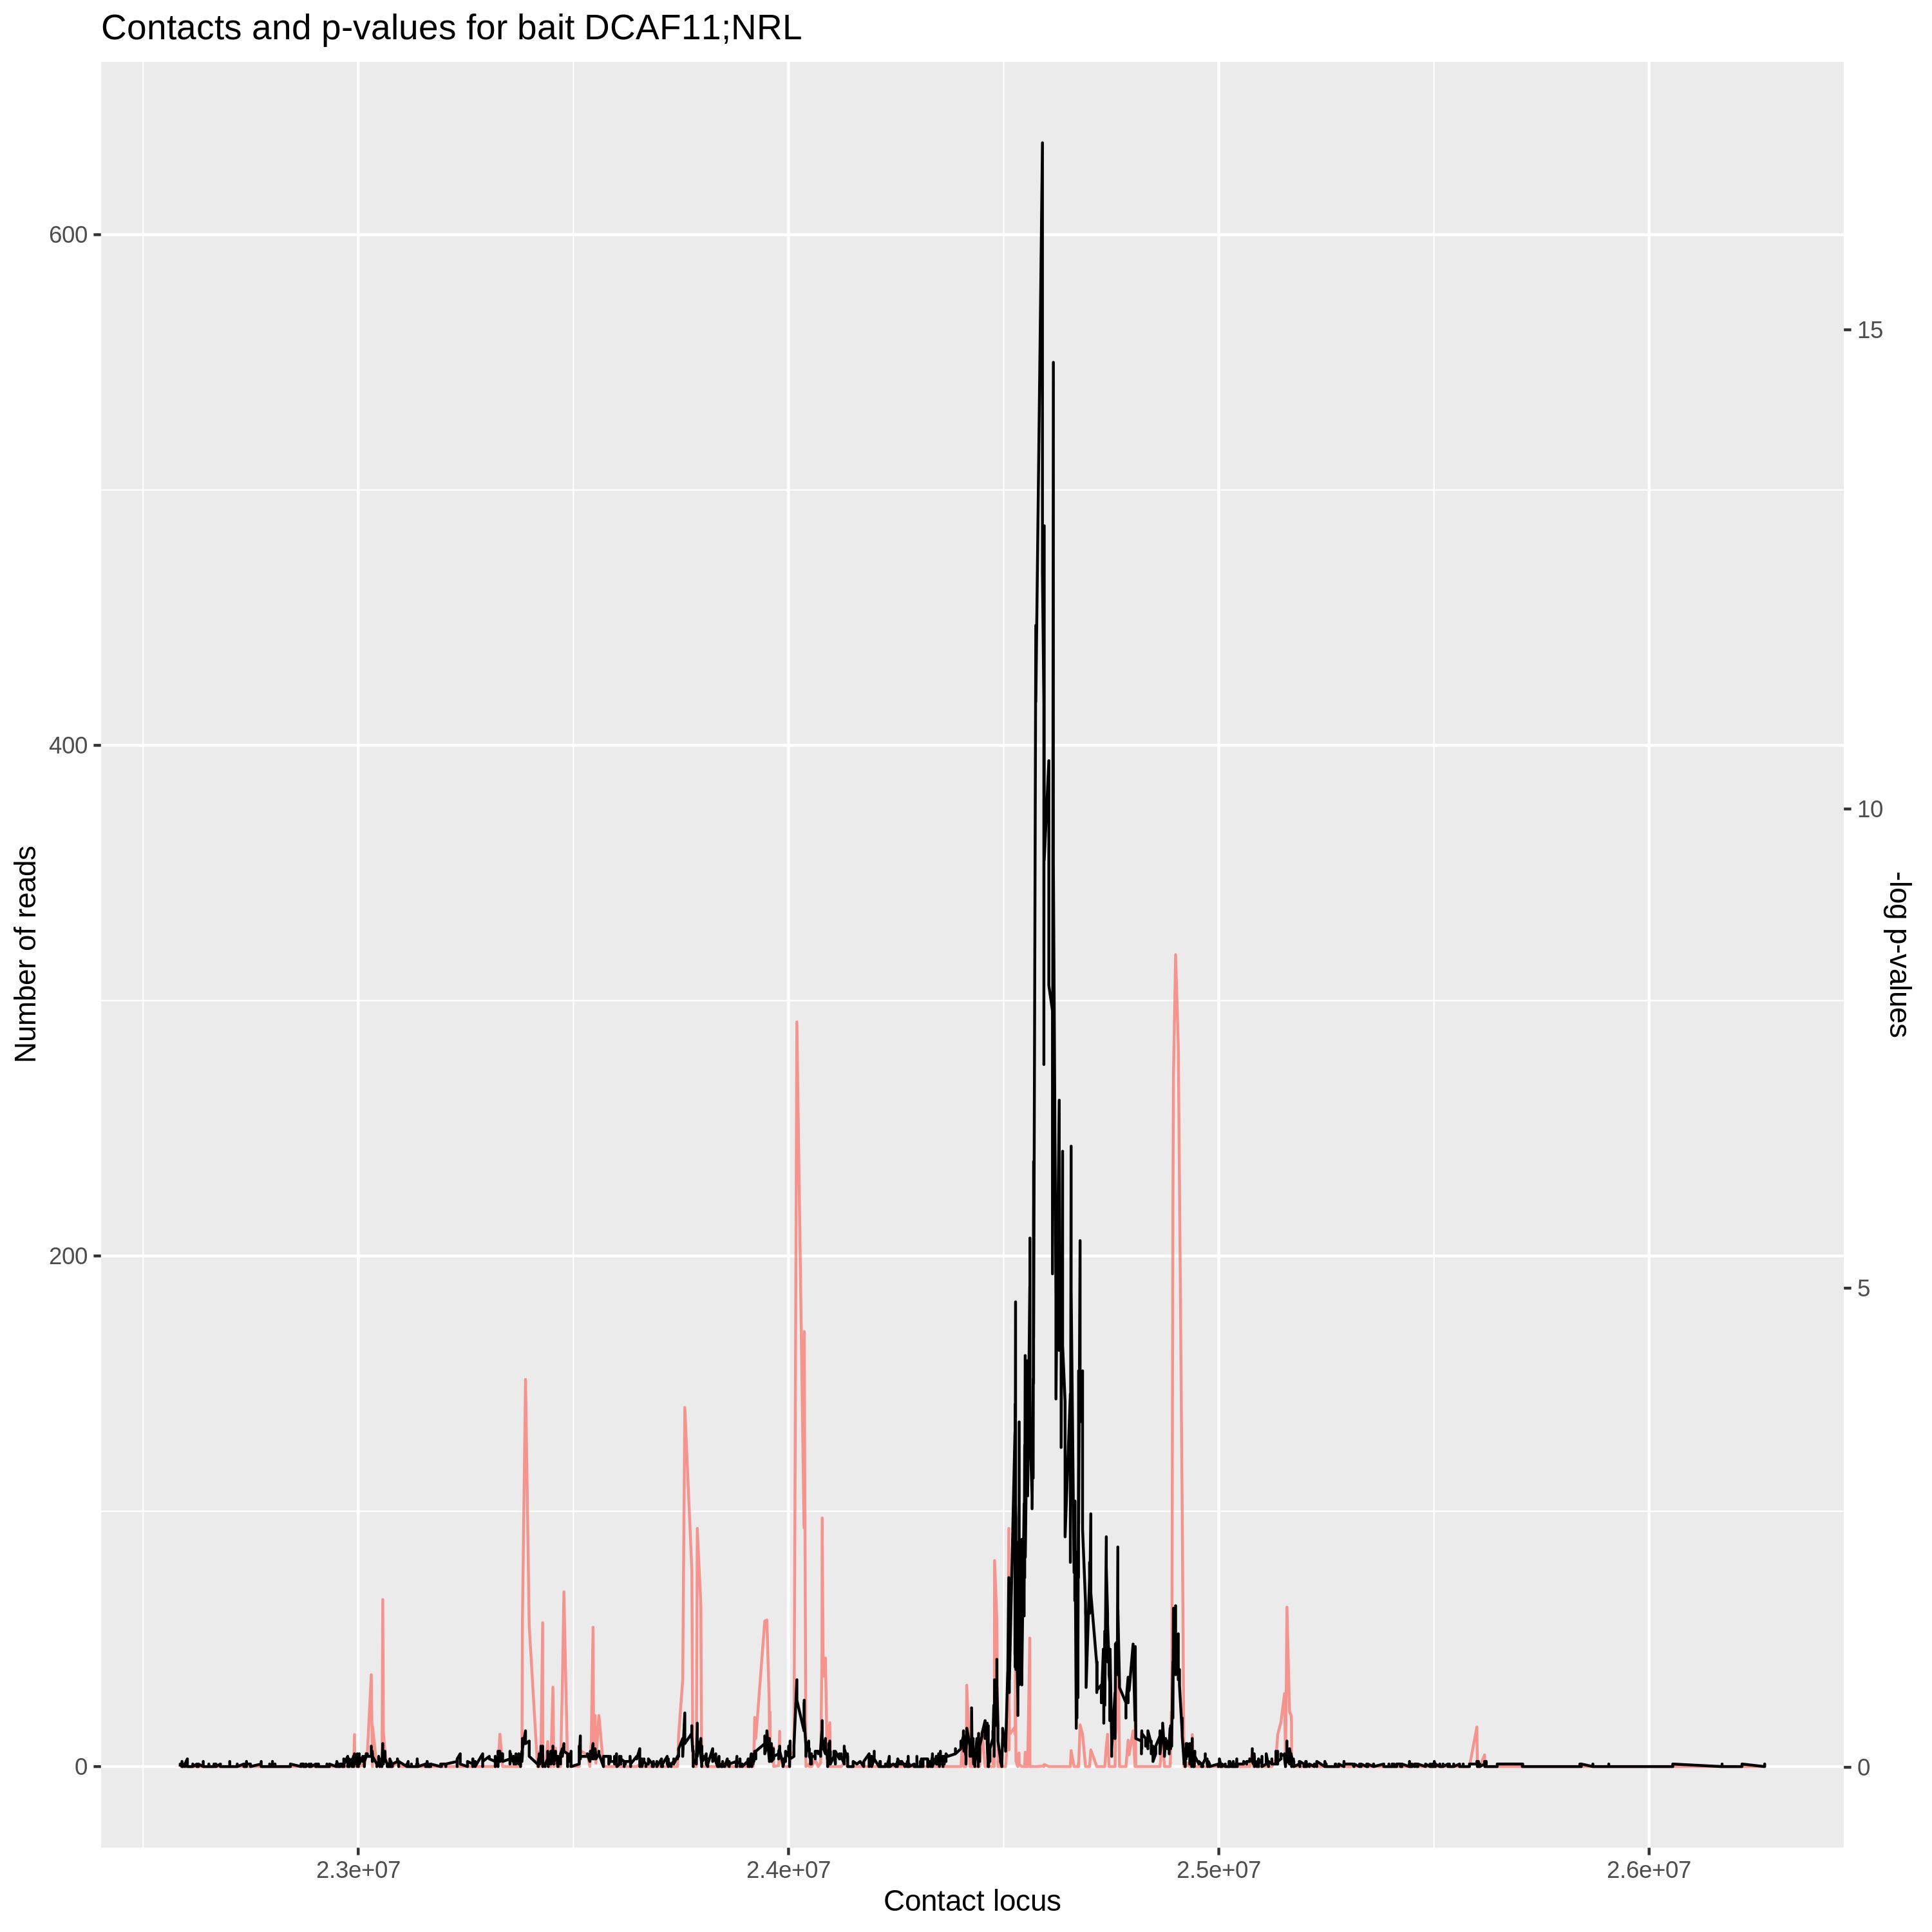 Contacts and p-values for bait DCAF11;NRL
600
400
200
0
Number of reads
15
10
5
0
-log p-values
2.3e+07
2.4e+07
2.5e+07
2.6e+07
Contact locus